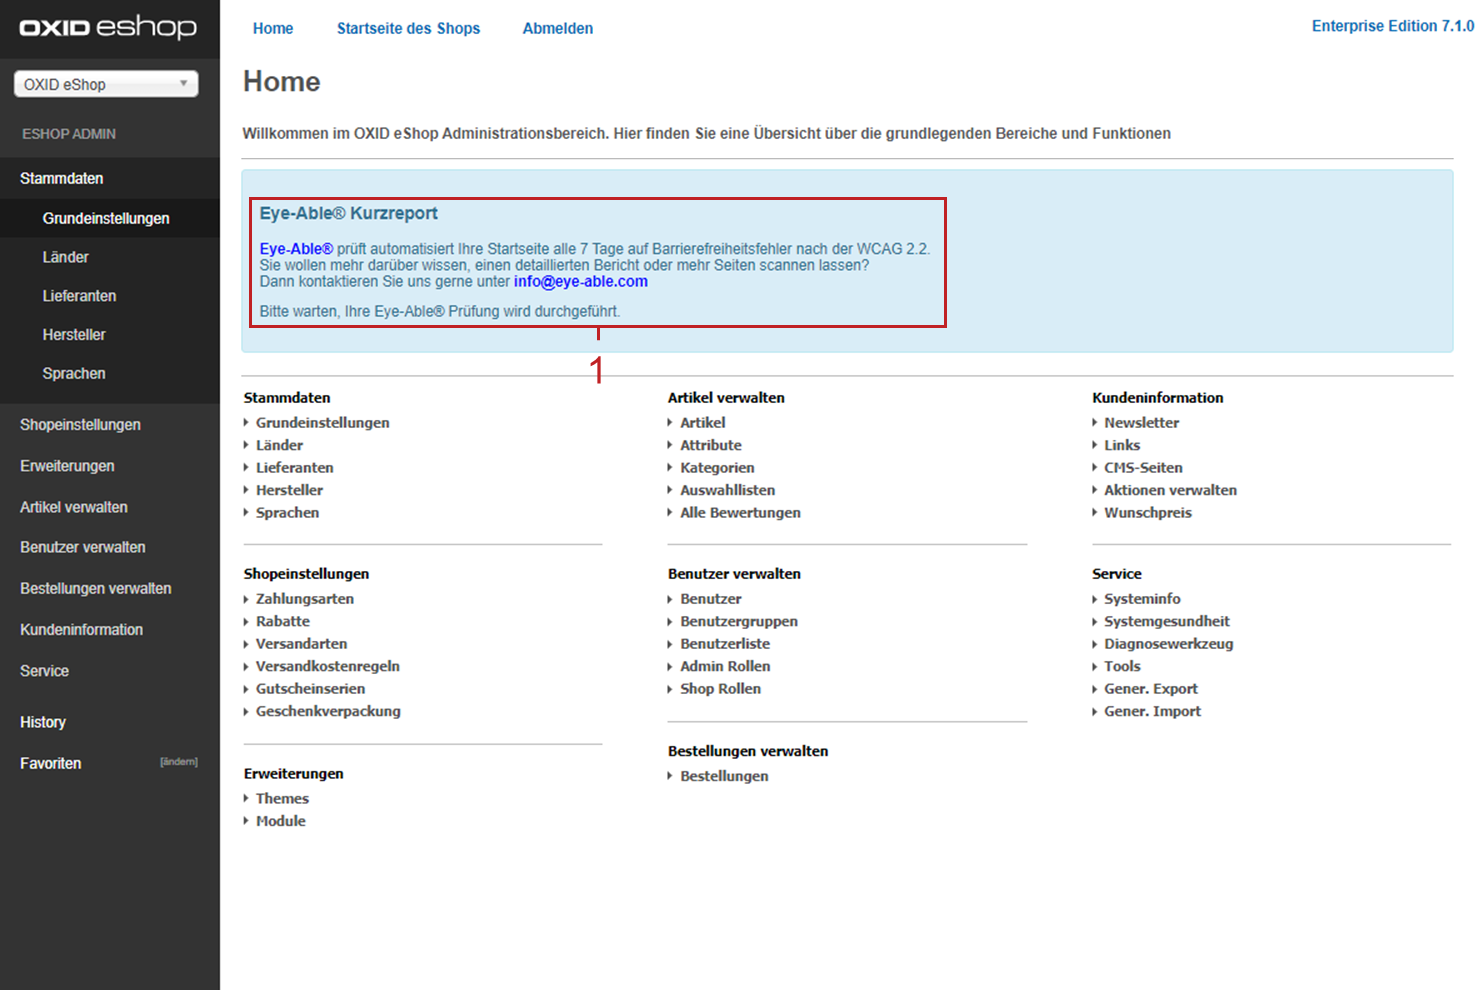 OXID eshop
Home
Startseite des Shops
Abmelden
Enterprise Edition 7.1.0
OXID eShop
ESHOP ADMIN
Stammdaten
Grundeinstellungen
Länder
Lieferanten
Hersteller
Sprachen
Shopeinstellungen
Erweiterungen
Artikel verwalten
Benutzer verwalten
Bestellungen verwalten
Kundeninformation
Service
History
Favoriten
[ändern]
Home
Willkommen im OXID eShop Administrationsbereich. Hier finden Sie eine Übersicht über die grundlegenden Bereiche und Funktionen
Eye-Able® Kurzreport
Eye-Able® prüft automatisiert Ihre Startseite alle 7 Tage auf Barrierefreiheitsfehler nach der WCAG 2.2.
Sie wollen mehr darüber wissen, einen detaillierten Bericht oder mehr Seiten scannen lassen?
Dann kontaktieren Sie uns gerne unter info@eye-able.com
Bitte warten, Ihre Eye-Able® Prüfung wird durchgeführt.
1
Stammdaten
Grundeinstellungen
Länder
Lieferanten
Hersteller
Sprachen
Shopeinstellungen
Zahlungsarten
Rabatte
Versandarten
Versandkostenregeln
Gutscheinserien
Geschenkverpackung
Erweiterungen
Themes
Module
Artikel verwalten
Artikel
Attribute
Kategorien
Auswahllisten
Alle Bewertungen
Benutzer verwalten
Benutzer
Benutzergruppen
Benutzerliste
Admin Rollen
Shop Rollen
Bestellungen verwalten
Bestellungen
Kundeninformation
Newsletter
Links
CMS-Seiten
Aktionen verwalten
Wunschpreis
Service
Systeminfo
Systemgesundheit
Diagnosewerkzeug
Tools
Gener. Export
Gener. Import